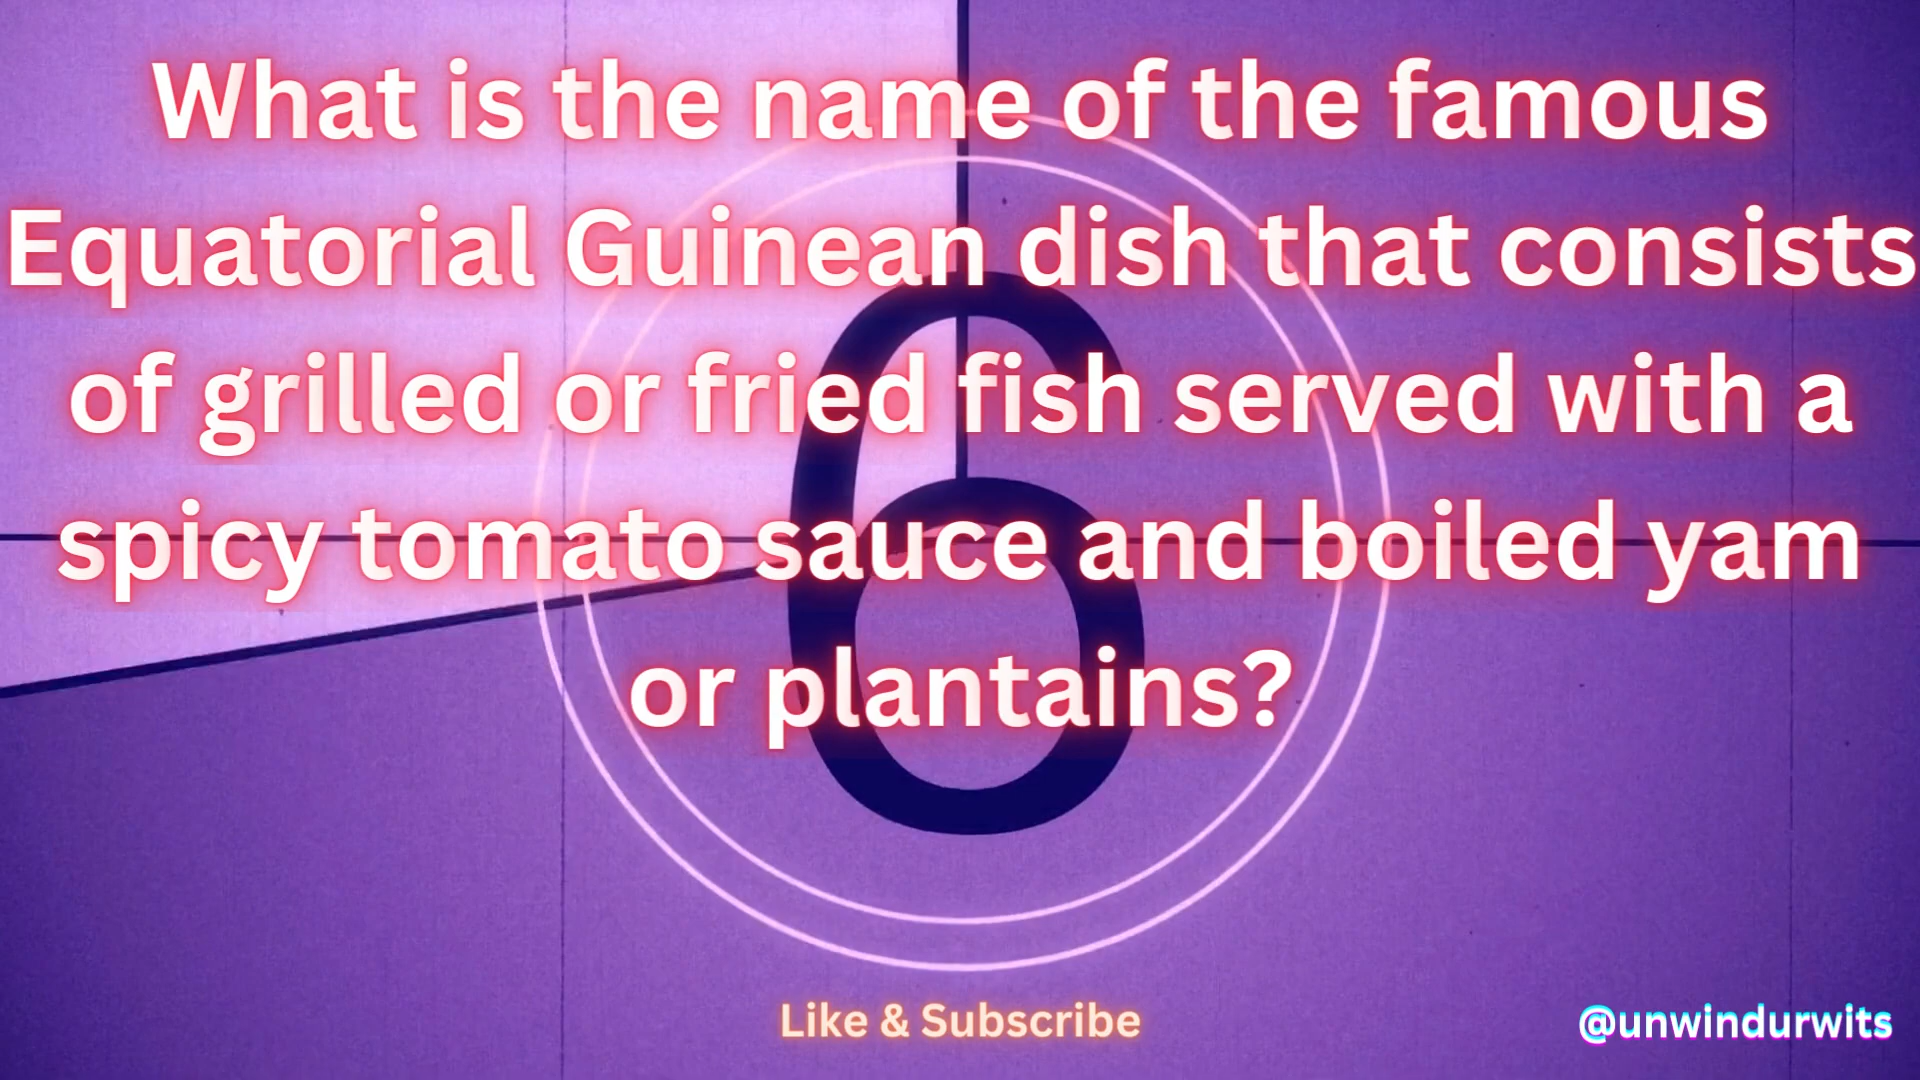 What is the name of the famous
Equatorial Guinean dish that consists
of grilled or fried fish served with a
spicy tomato sauce and boiled yam
or plantains?
6
Like & Subscribe
@unwindurwits